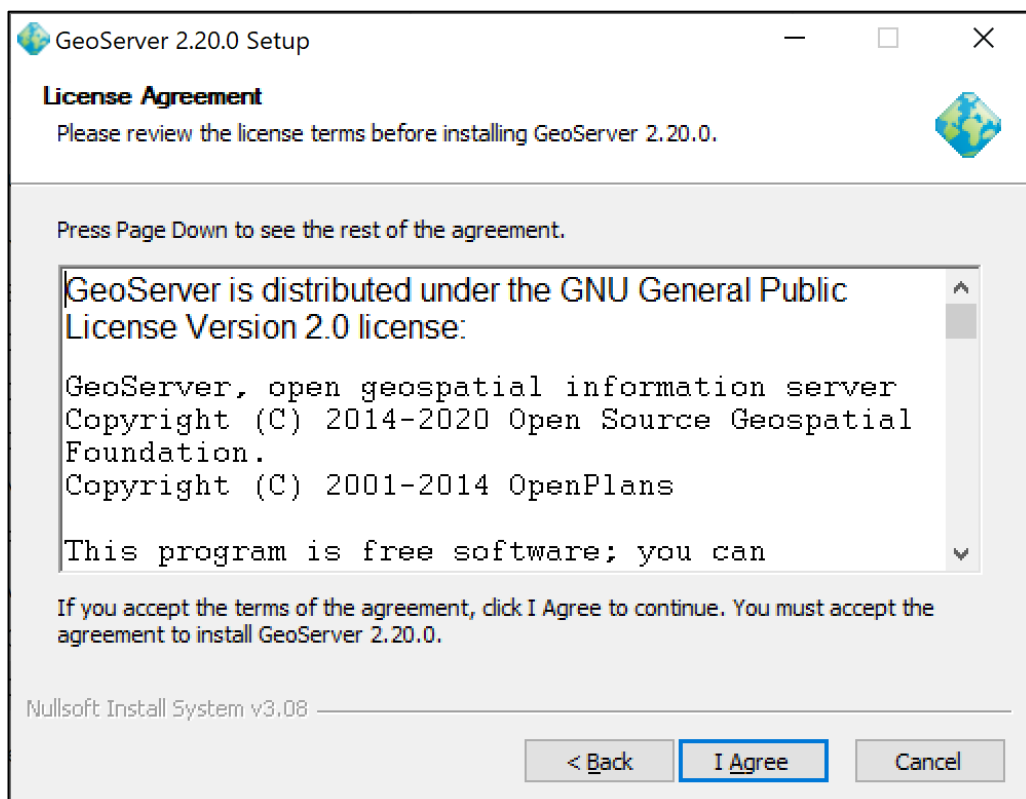 GeoServer 2.20.0 Setup
License Agreement
Please review the license terms before installing GeoServer 2.20.0.
Press Page Down to see the rest of the agreement.
GeoServer is distributed under the GNU General Public
License Version 2.0 license:
GeoServer, open geospatial information server
Copyright (C) 2014-2020 Open Source Geospatial
Foundation.
Copyright (C) 2001-2014 OpenPlans
This program is free software; you can
If you accept the terms of the agreement, click I Agree to continue. You must accept the
agreement to install GeoServer 2.20.0.
Nullsoft Install System v3.08
< Back I Agree Cancel